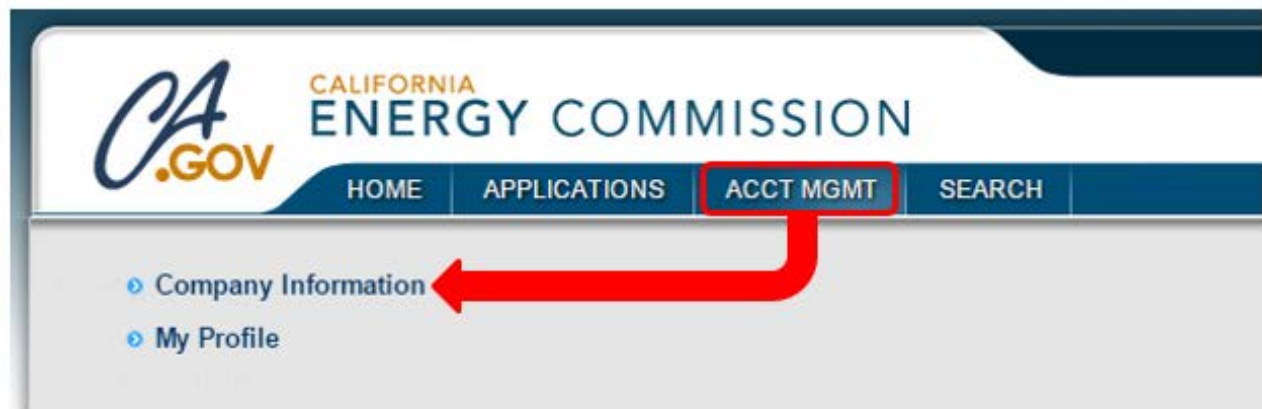 CA
.GOV
CALIFORNIA
ENERGY COMMISSION
HOME APPLICATIONS ACCT MGMT SEARCH
Company Information
My Profile